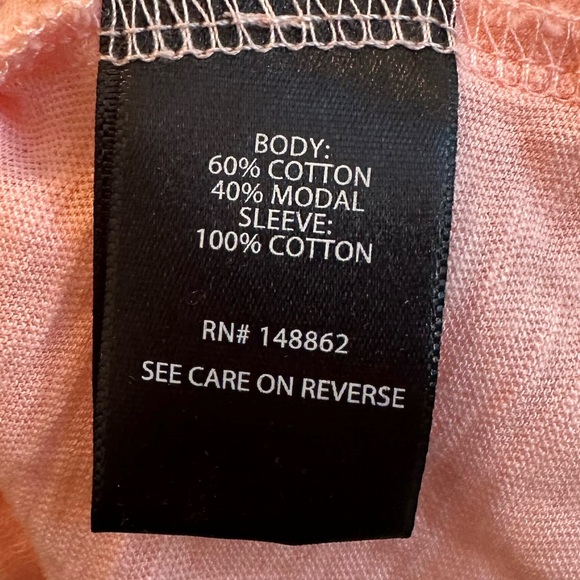 BODY:
60% COTTON
40% MODAL
SLEEVE:
100% COTTON
RN# 148862
SEE CARE ON REVERSE